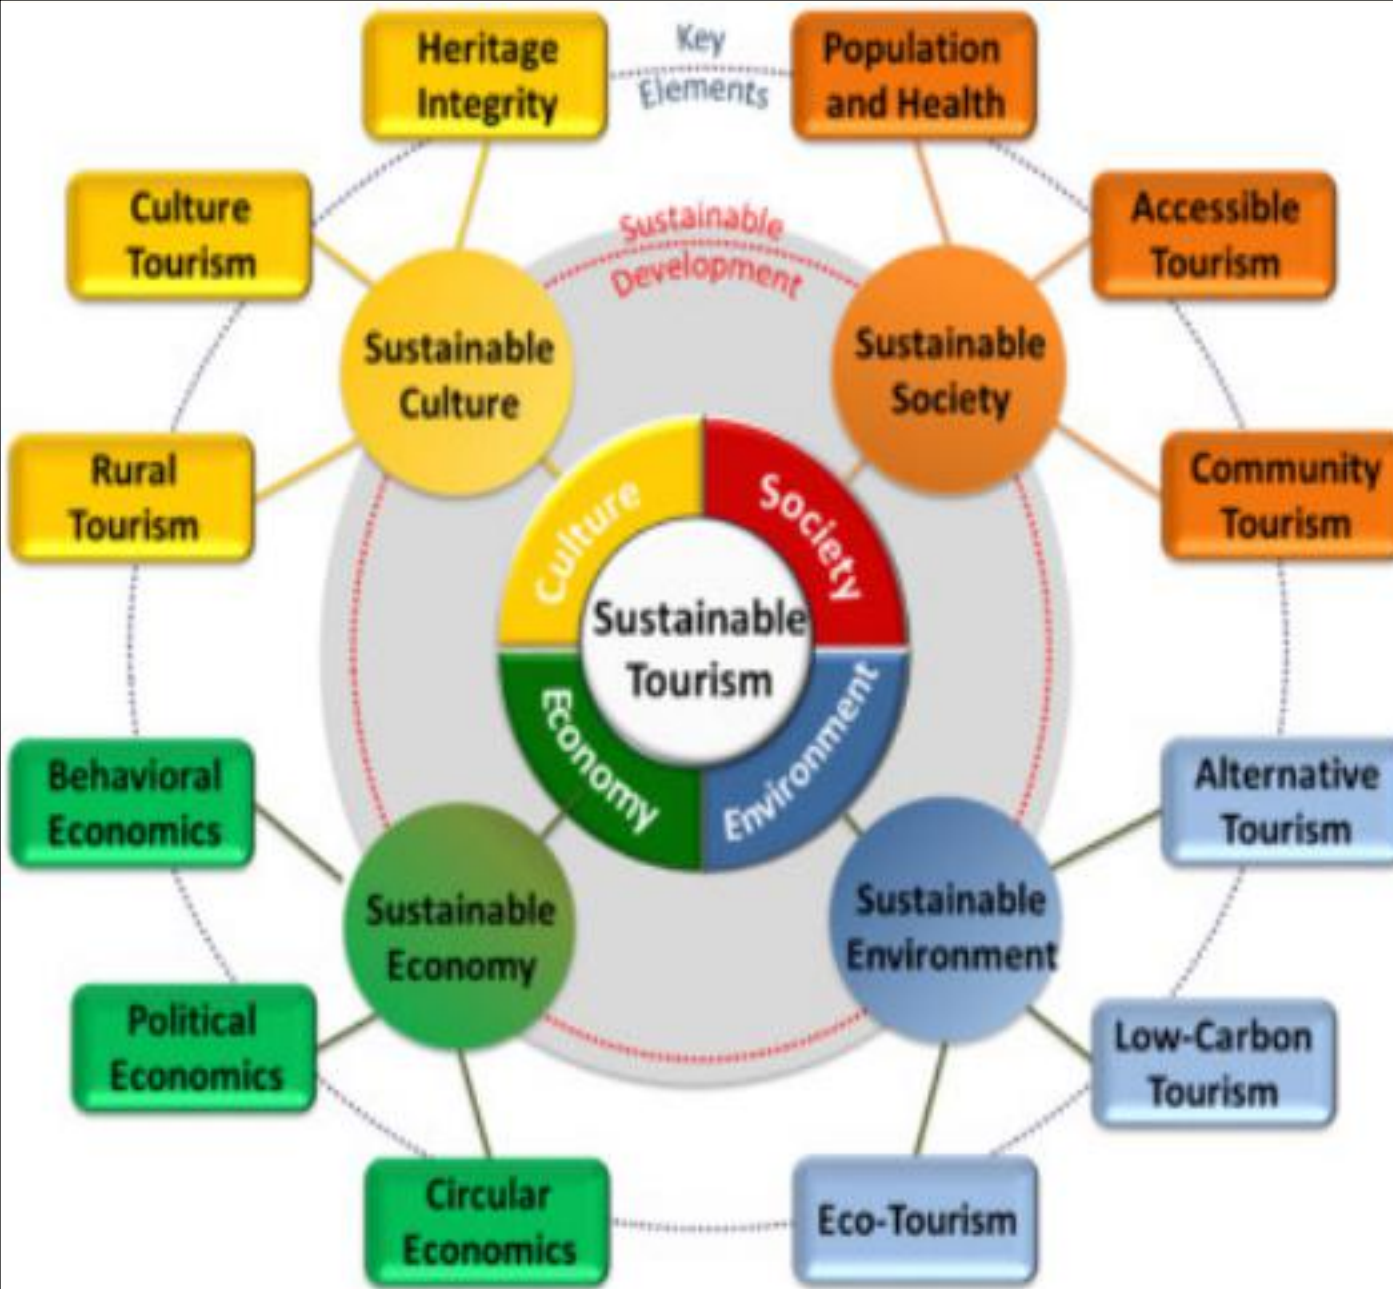 Heritage
Integrity
Key
Elements
Population
and Health
Culture
Tourism
Accessible
Tourism
Sustainable
Development
Sustainable
Culture
Sustainable
Society
Rural
Tourism
Community
Tourism
Culture
Society
Sustainable
Tourism
Economy
Environment
Behavioral
Economics
Alternative
Tourism
Sustainable
Economy
Sustainable
Environment
Political
Economics
Low-Carbon
Tourism
Circular
Economics
Eco-Tourism